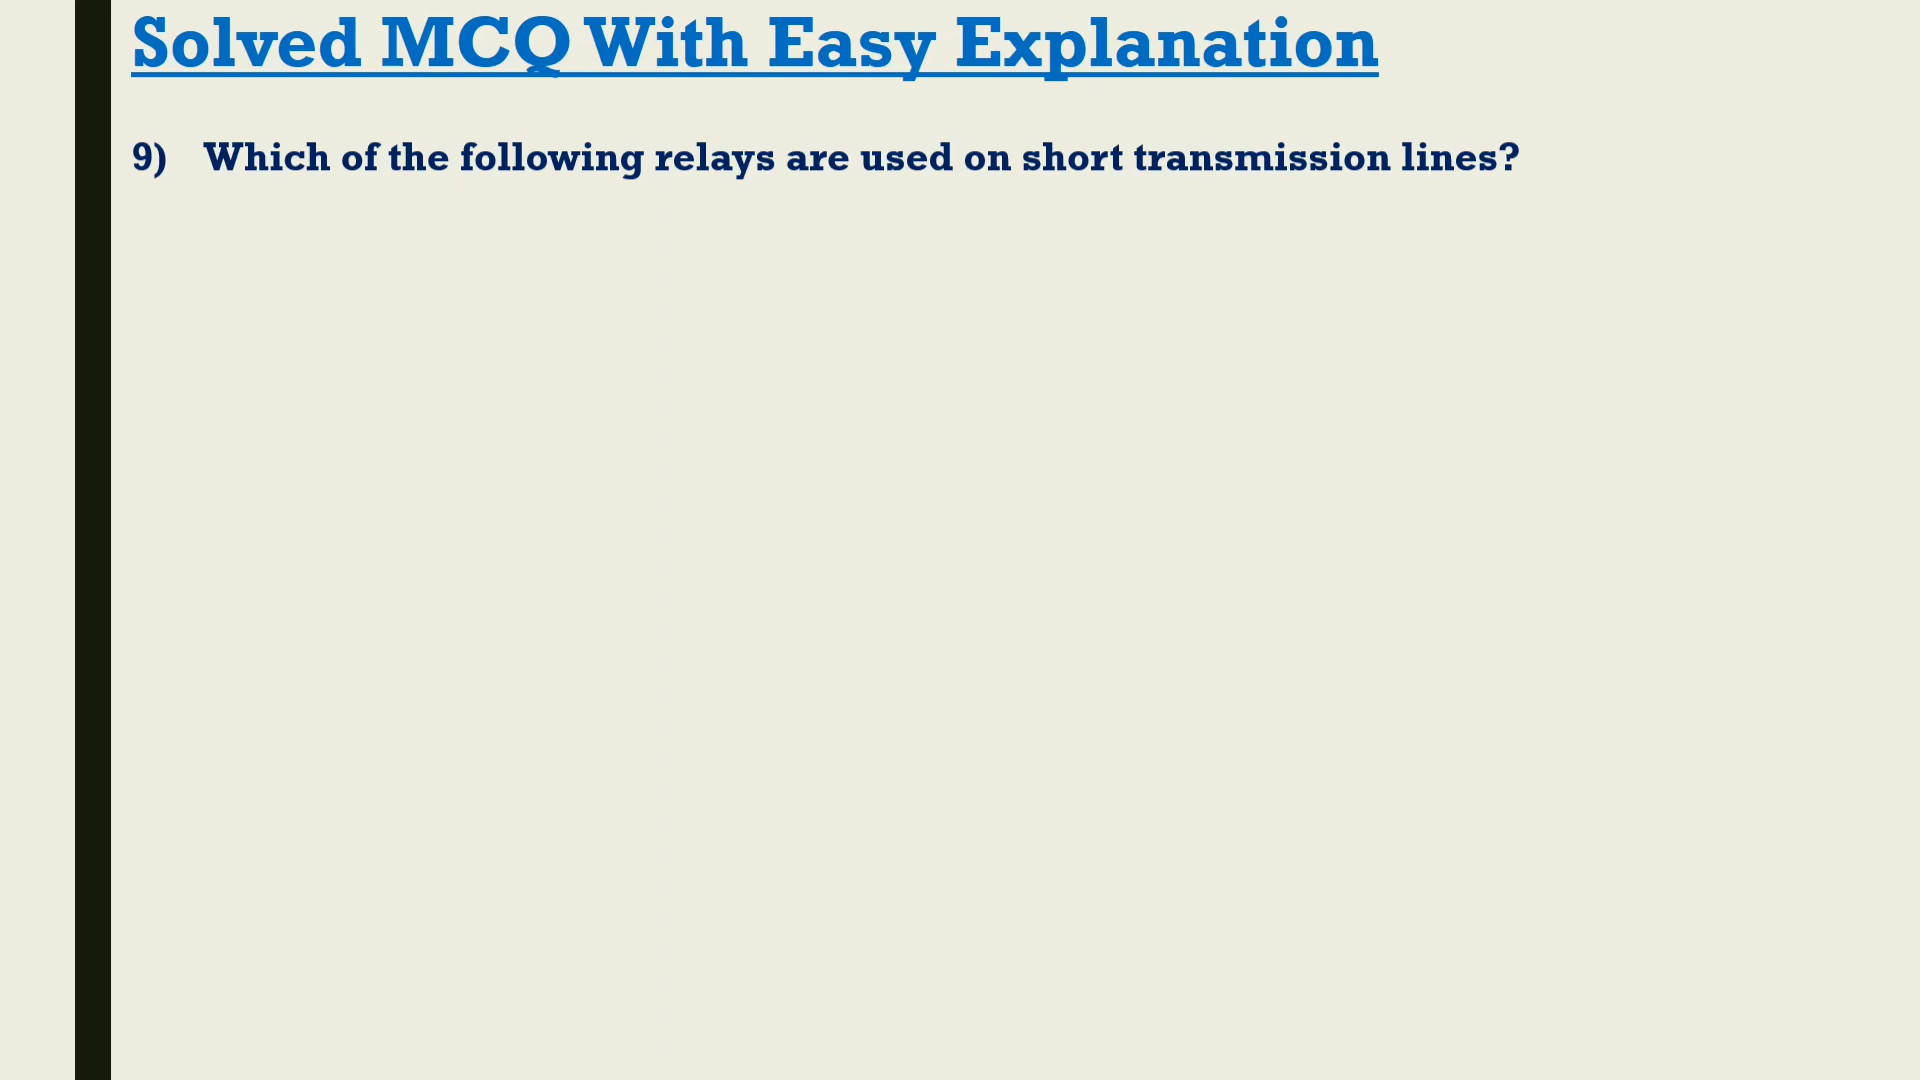 Solved MCQ With Easy Explanation
9) Which of the following relays are used on short transmission lines?